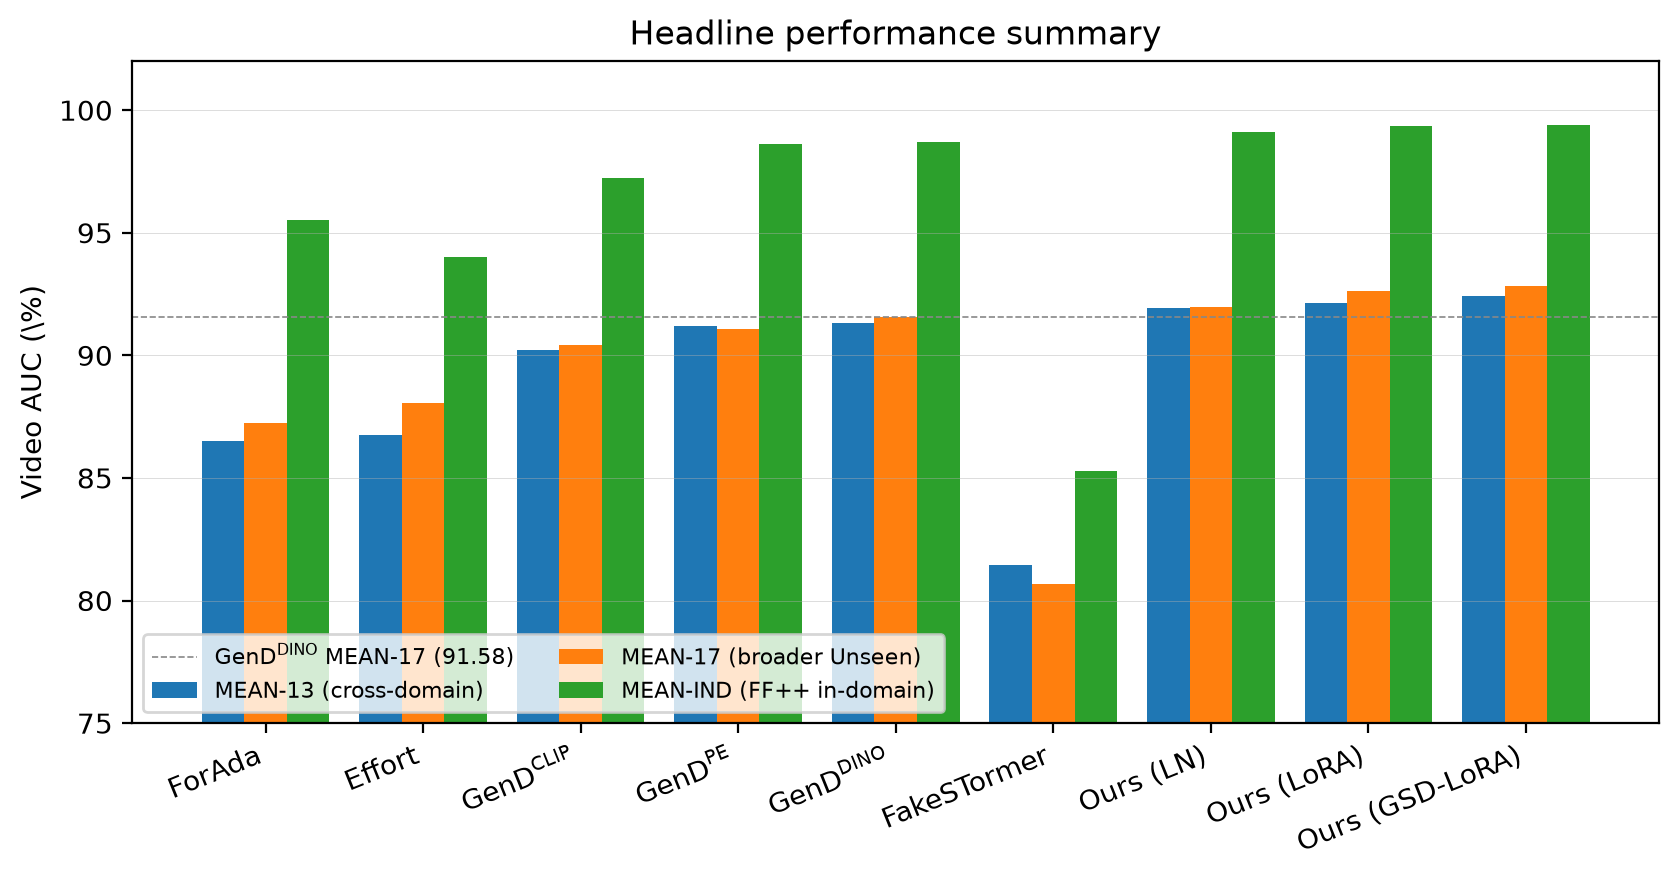 Headline performance summary
Video AUC (\%)
100
95
90
85
80
75
GenD^DINO MEAN-17 (91.58)
MEAN-13 (cross-domain)
MEAN-17 (broader Unseen)
MEAN-IND (FF++ in-domain)
ForAda
Effort
GenD^CLIP
GenD^PE
GenD^DINO
FakeSTormer
Ours (LN)
Ours (LoRA)
Ours (GSD-LoRA)